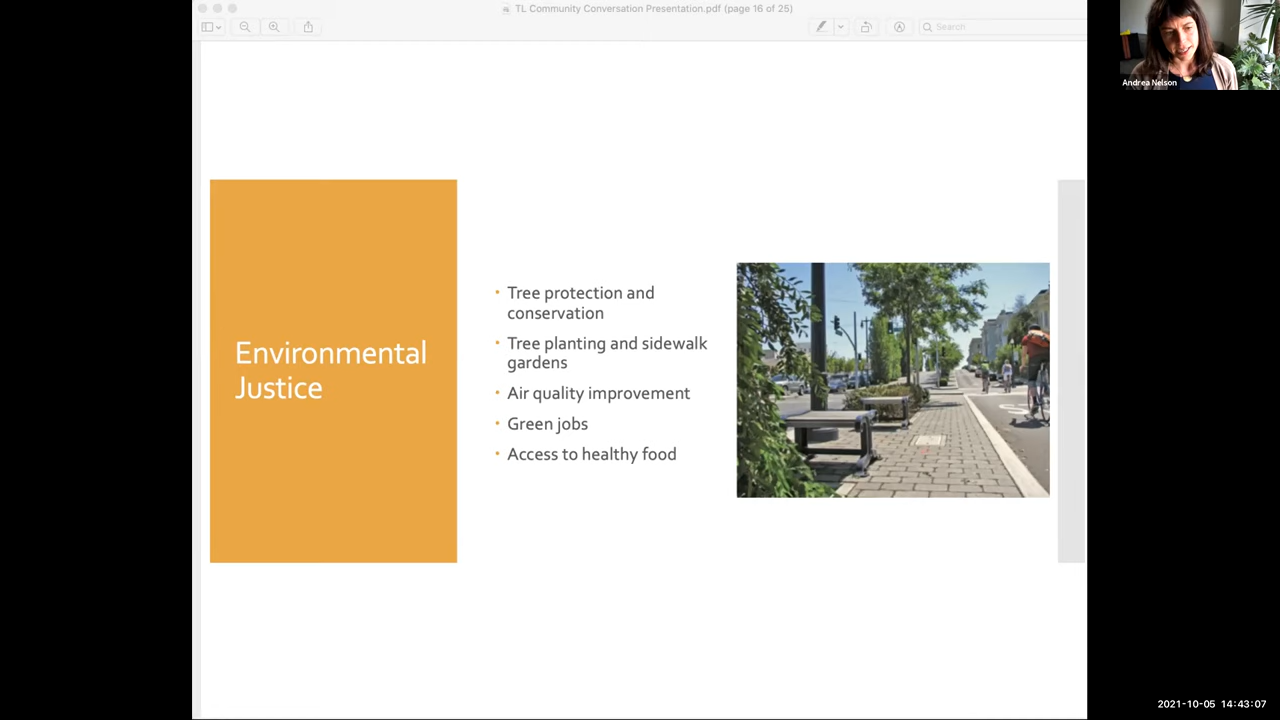 TL Community Conversation Presentation.pdf (page 16 of 25)
Search
Andrea Nelson
Environmental
Justice
• Tree protection and
conservation
• Tree planting and sidewalk
gardens
• Air quality improvement
• Green jobs
• Access to healthy food
2021-10-05 14:43:07